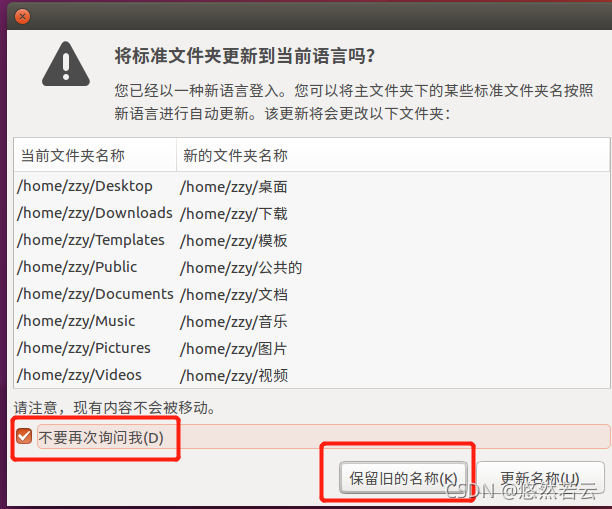 将标准文件夹更新到当前语言吗?
您已经以一种新语言登入。您可以将主文件夹下的某些标准文件夹名按照
新语言进行自动更新。该更新将会更改以下文件夹:
当前文件夹名称 新的文件夹名称
/home/zzy/Desktop /home/zzy/桌面
/home/zzy/Downloads /home/zzy/下载
/home/zzy/Templates /home/zzy/模板
/home/zzy/Public /home/zzy/公共的
/home/zzy/Documents /home/zzy/文档
/home/zzy/Music /home/zzy/音乐
/home/zzy/Pictures /home/zzy/图片
/home/zzy/Videos /home/zzy/视频
请注意，现有内容不会被移动。
不要再次询问我(D)
保留旧的名称(K) 更新名称(U)
CSDN @悠然若云